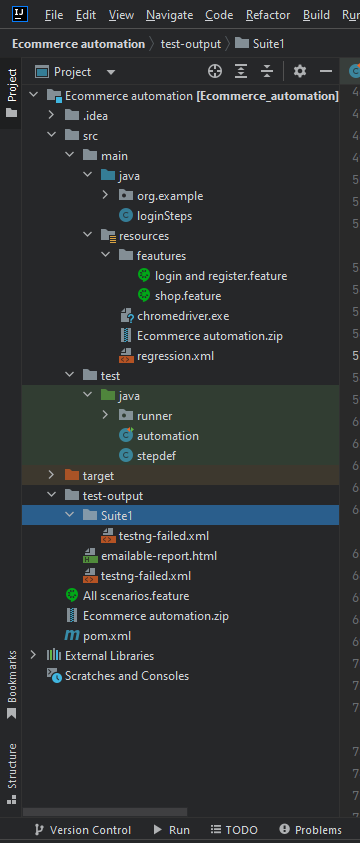 IJ File Edit View Navigate Code Refactor Build Ru
Ecommerce automation test-output Suite1
Project
Project
Ecommerce automation [Ecommerce_automation]
.idea
src
main
java
org.example
loginSteps
resources
feautures
login and register.feature
shop.feature
chromedriver.exe
Ecommerce automation.zip
regression.xml
test
java
runner
automation
stepdef
target
test-output
Suite1
testng-failed.xml
emailable-report.html
testng-failed.xml
All scenarios.feature
Ecommerce automation.zip
pom.xml
External Libraries
Scratches and Consoles
Bookmarks
Structure
Version Control Run TODO Problems